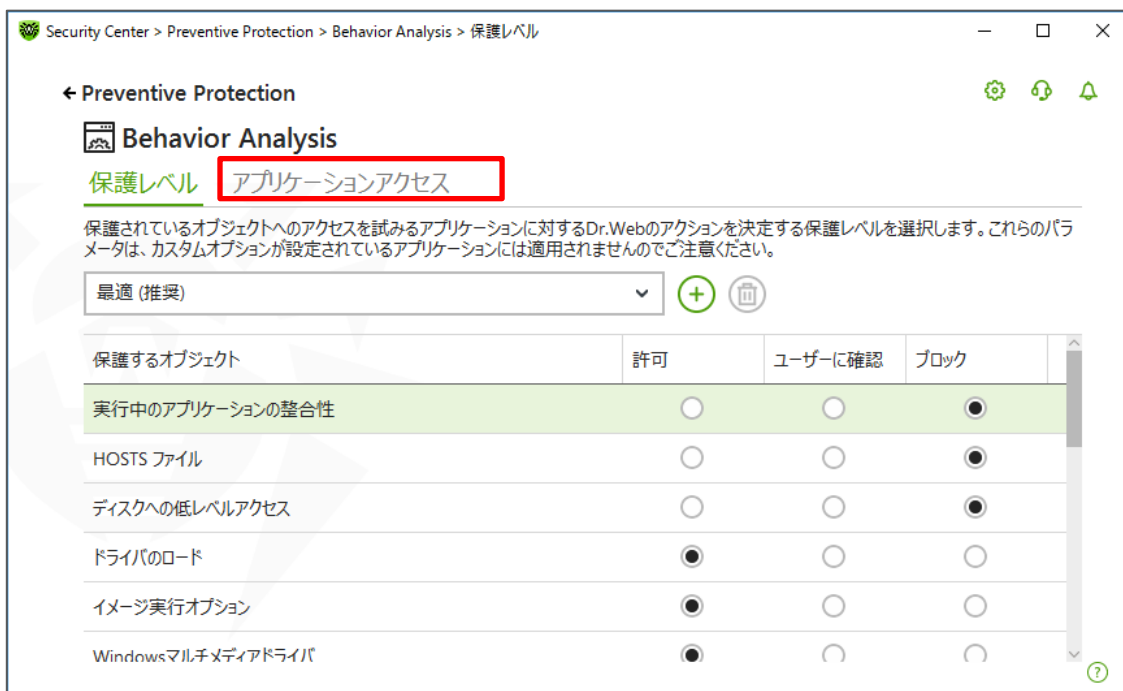 Security Center > Preventive Protection > Behavior Analysis > 保護レベル
Preventive Protection
Behavior Analysis
保護レベル アプリケーションアクセス
保護されているオブジェクトへのアクセスを試みるアプリケーションに対するDr.Webのアクションを決定する保護レベルを選択します。これらのパラ
メータは、カスタムオプションが設定されているアプリケーションには適用されませんのでご注意ください。
最適 (推奨)
保護するオブジェクト 許可 ユーザーに確認 ブロック
実行中のアプリケーションの整合性
HOSTS ファイル
ディスクへの低レベルアクセス
ドライバのロード
イメージ実行オプション
Windowsマルチメディアドライバ